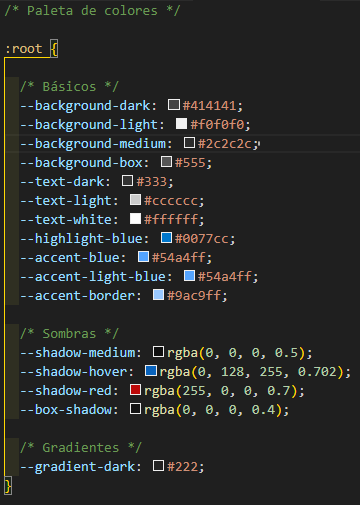 /* Paleta de colores */
:root {
/* Básicos */
--background-dark: #414141;
--background-light: #f0f0f0;
--background-medium: #2c2c2c;
--background-box: #555;
--text-dark: #333;
--text-light: #cccccc;
--text-white: #ffffff;
--highlight-blue: #0077cc;
--accent-blue: #54a4ff;
--accent-light-blue: #54a4ff;
--accent-border: #9ac9ff;
/* Sombras */
--shadow-medium: rgba(0, 0, 0, 0.5);
--shadow-hover: rgba(0, 128, 255, 0.702);
--shadow-red: rgba(255, 0, 0, 0.7);
--box-shadow: rgba(0, 0, 0, 0.4);
/* Gradientes */
--gradient-dark: #222;
}